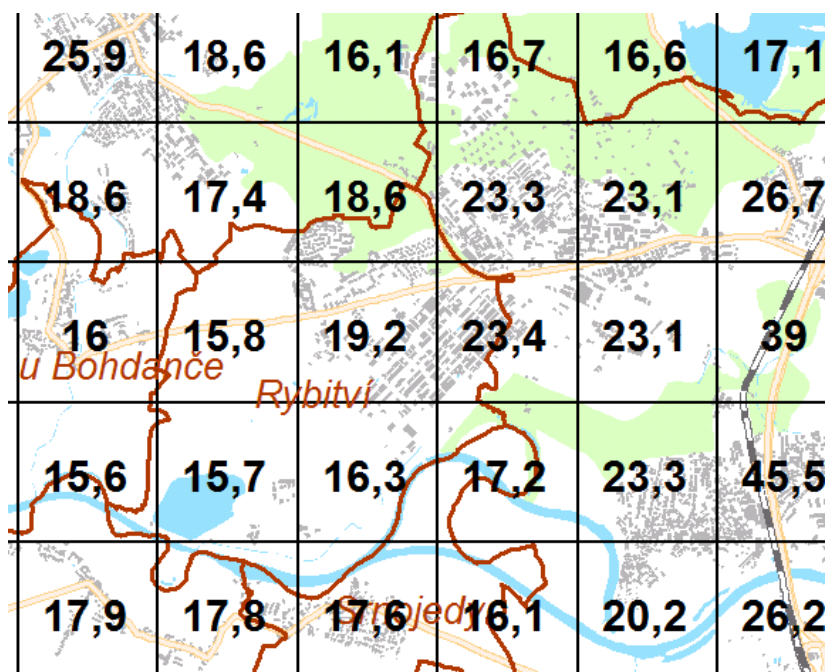 25,9 18,6 16,1 16,7 16,6 17,1
18,6 17,4 18,6 23,3 23,1 26,7
16 15,8 19,2 23,4 23,1 39
u Bohdanče
Rybitví
15,6 15,7 16,3 17,2 23,3 45,5
17,9 17,8 17,6 16,1 20,2 26,2
Srnojedy